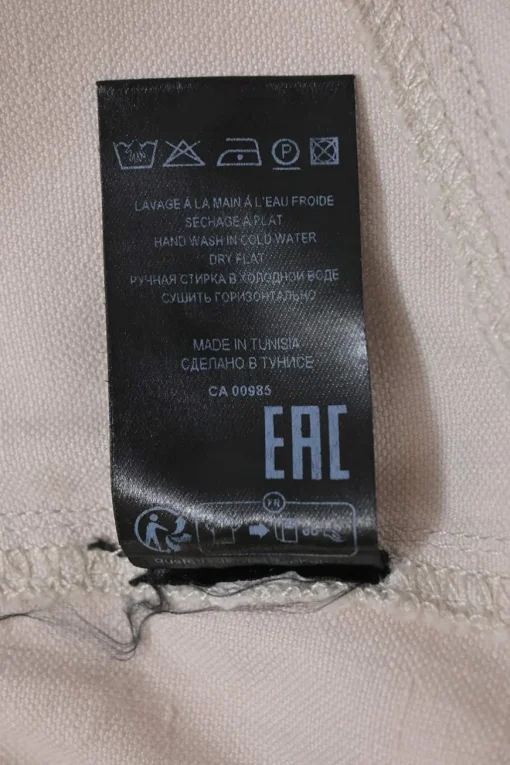 P
LAVAGE À LA MAIN À L'EAU FROIDE
SÉCHAGE À PLAT
HAND WASH IN COLD WATER
DRY FLAT
РУЧНАЯ СТИРКА В ХОЛОДНОЙ ВОДЕ
СУШИТЬ ГОРИЗОНТАЛЬНО
MADE IN TUNISIA
СДЕЛАНО В ТУНИСЕ
CA 00985
EAC
FR